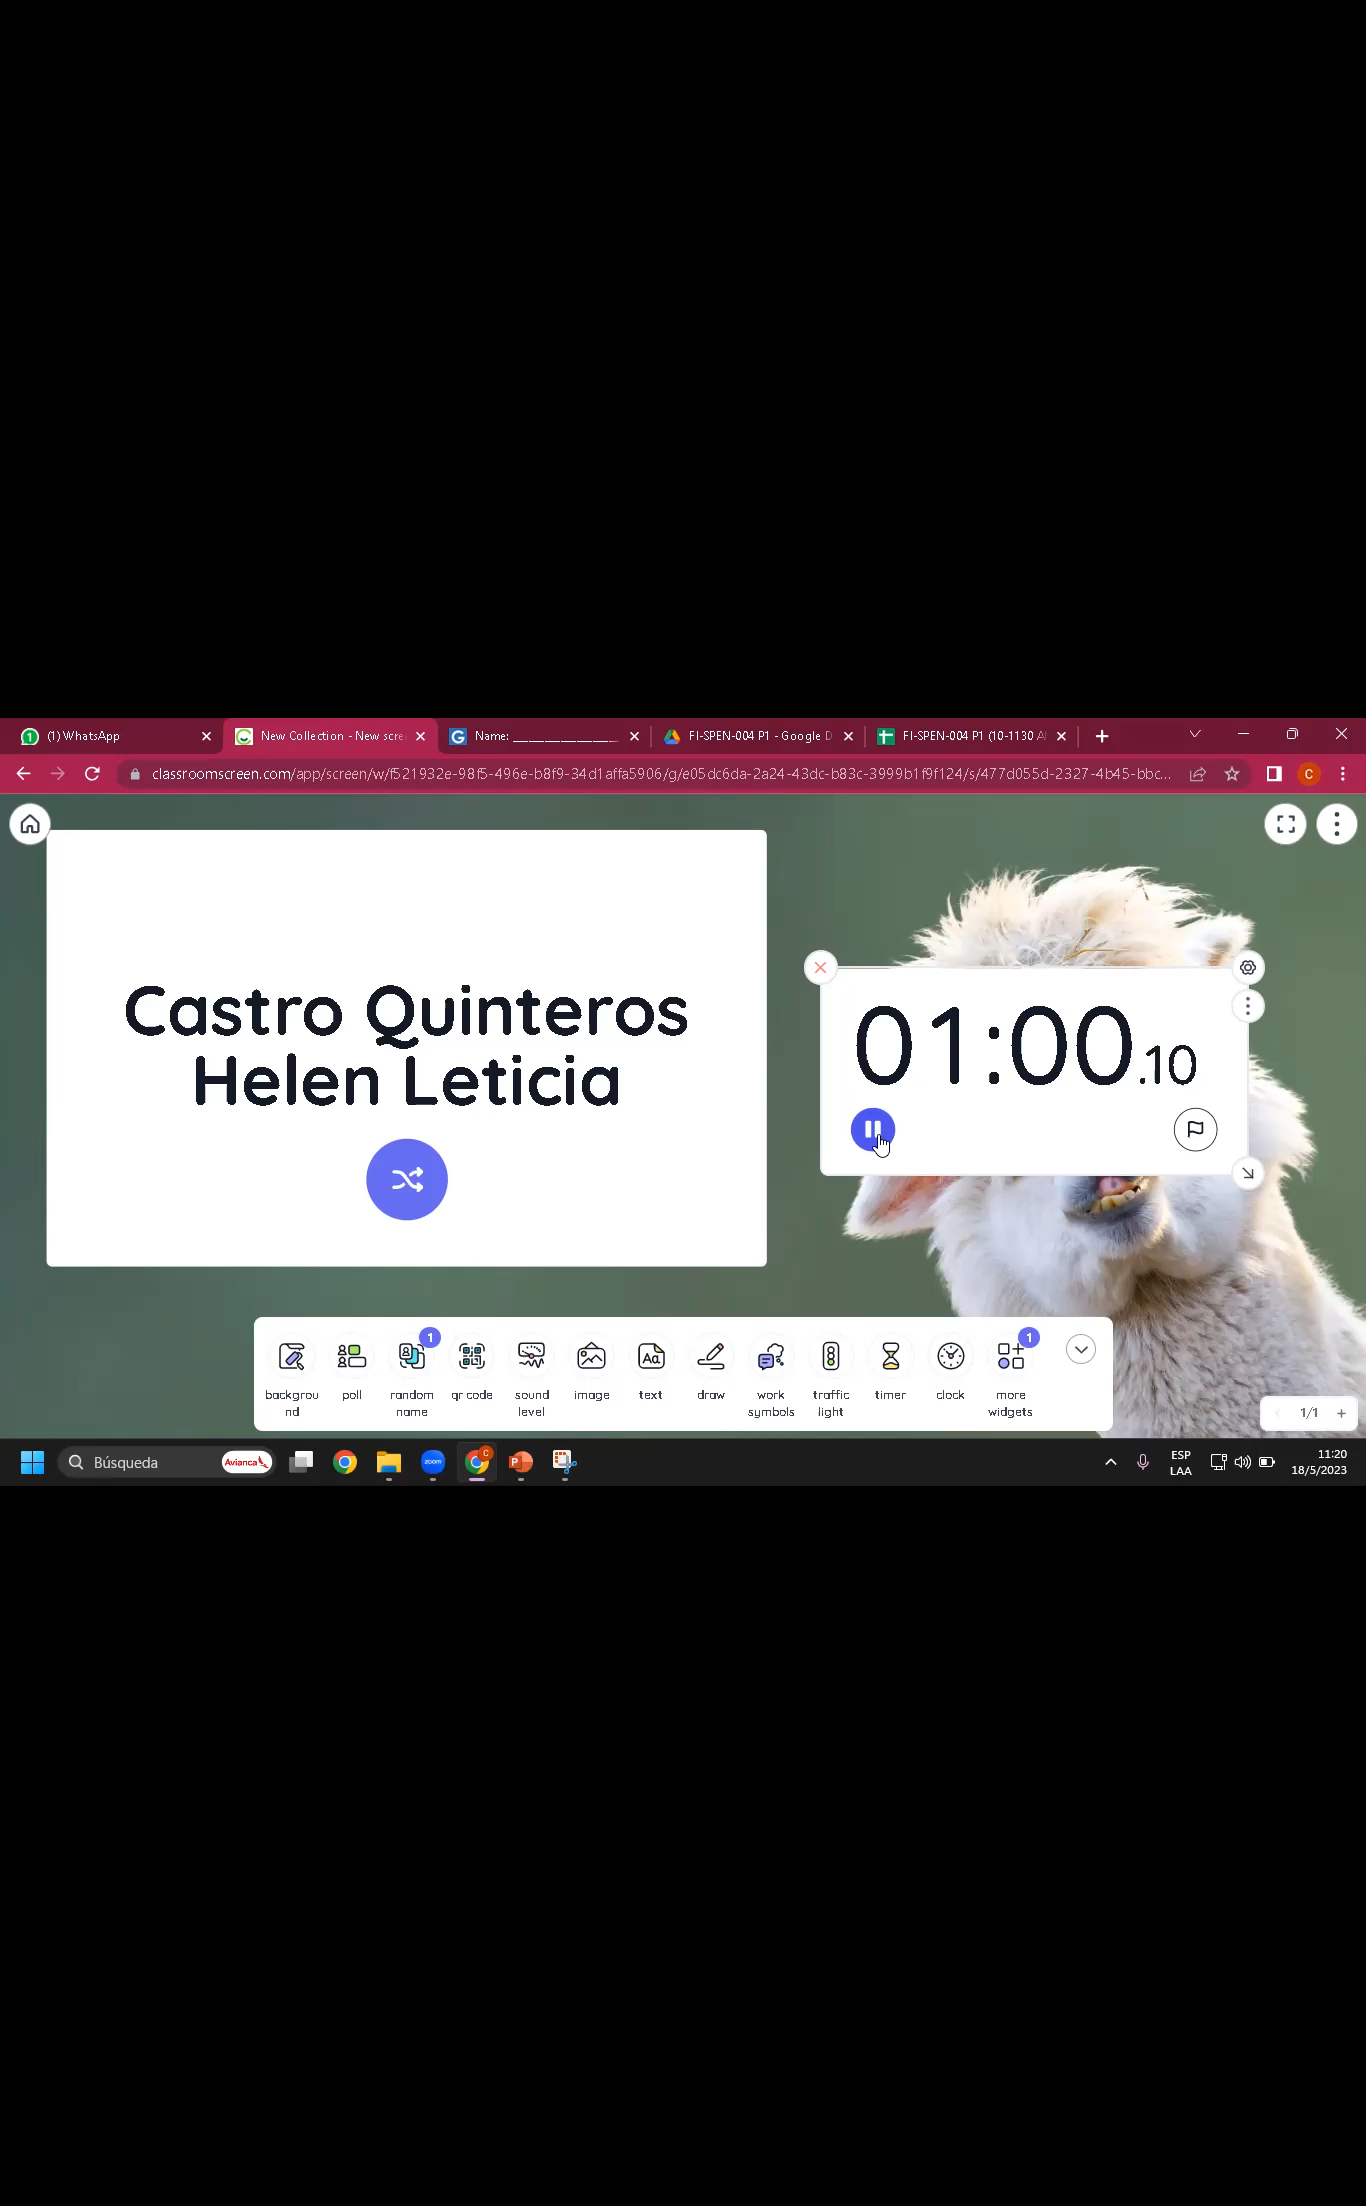 (1) WhatsApp
New Collection - New scre
Name: ___________________
FI-SPEN-004 P1 - Google D
FI-SPEN-004 P1 (10-1130 A
classroomscreen.com/app/screen/w/f521932e-98f5-496e-b8f9-34d1affa5906/g/e05dc6da-2a24-43dc-b83c-3999b1f9f124/s/477d055d-2327-4b45-bbc...
C
Castro Quinteros
Helen Leticia
01:00.10
1
1
backgrou
nd
poll
random
name
qr code
sound
level
image
text
draw
work
symbols
traffic
light
timer
clock
more
widgets
1/1
Búsqueda
Avianca
zoom
C
P
ESP
LAA
11:20
18/5/2023